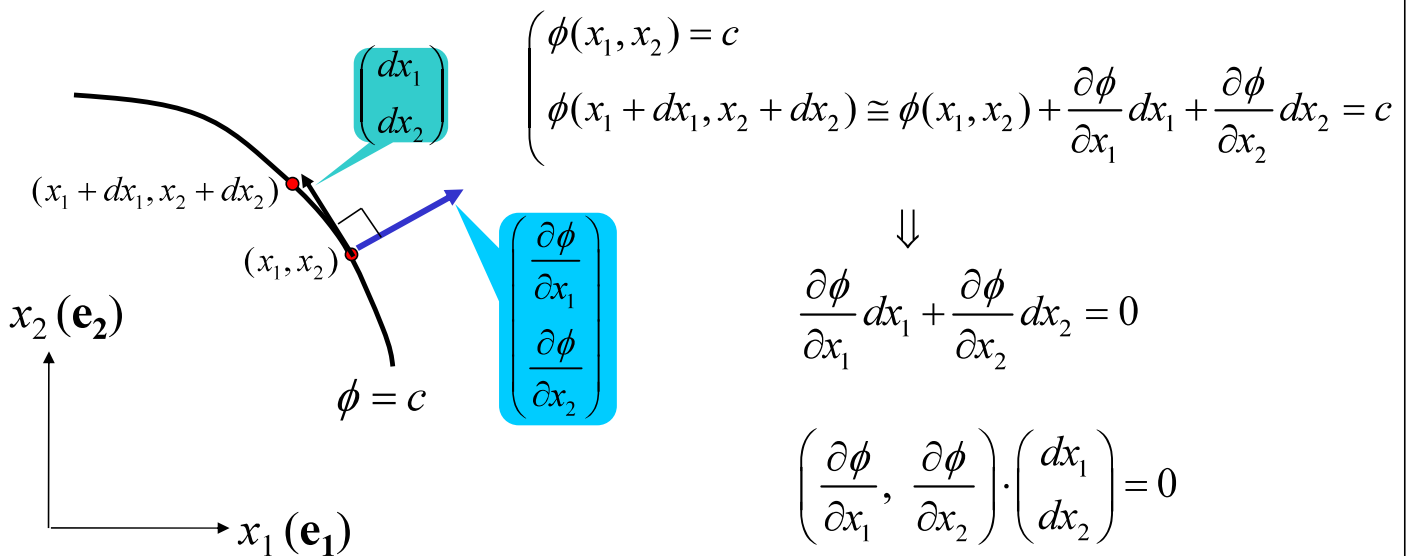 ϕ(x₁, x₂) = c
ϕ(x₁ + dx₁, x₂ + dx₂) ≅ ϕ(x₁, x₂) + ∂ϕ/∂x₁ dx₁ + ∂ϕ/∂x₂ dx₂ = c
⇓
∂ϕ/∂x₁ dx₁ + ∂ϕ/∂x₂ dx₂ = 0
(∂ϕ/∂x₁, ∂ϕ/∂x₂) · (dx₁ dx₂) = 0
(dx₁
dx₂)
(x₁ + dx₁, x₂ + dx₂)
(x₁, x₂)
(∂ϕ/∂x₁
∂ϕ/∂x₂)
x₂ (e₂)
ϕ = c
x₁ (e₁)